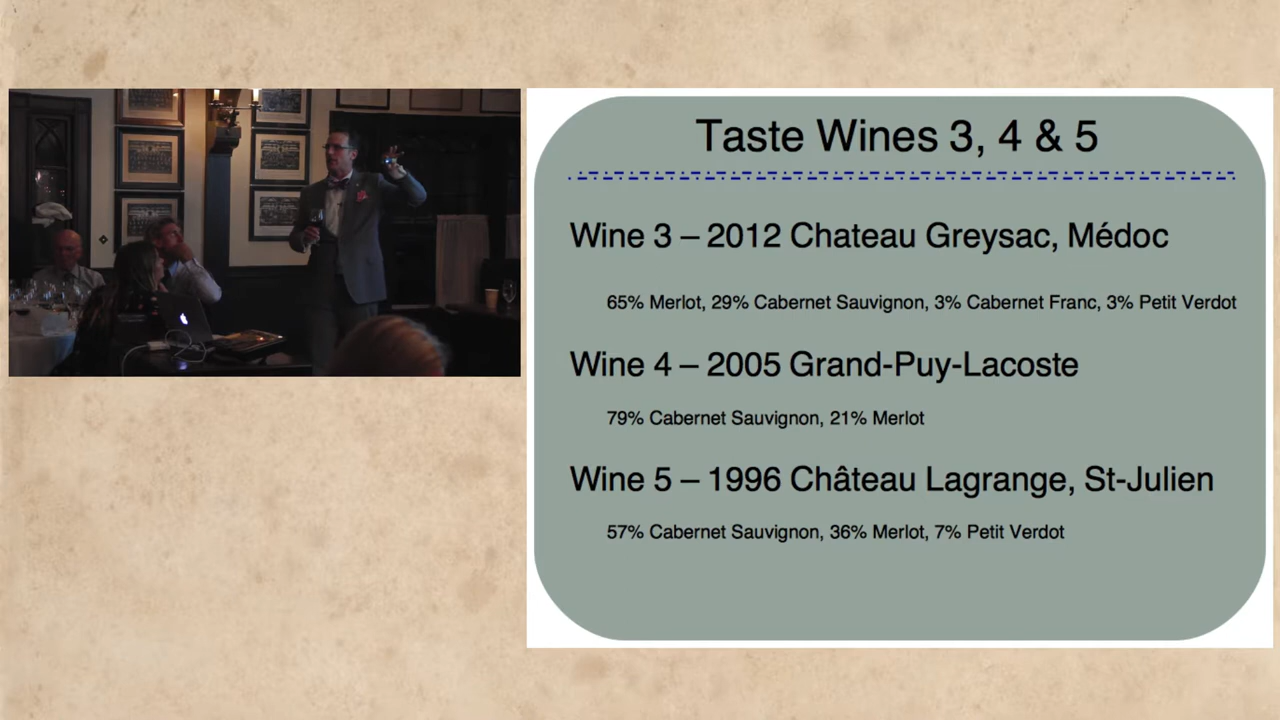 Taste Wines 3, 4 & 5
Wine 3 – 2012 Chateau Greysac, Médoc
65% Merlot, 29% Cabernet Sauvignon, 3% Cabernet Franc, 3% Petit Verdot
Wine 4 – 2005 Grand-Puy-Lacoste
79% Cabernet Sauvignon, 21% Merlot
Wine 5 – 1996 Château Lagrange, St-Julien
57% Cabernet Sauvignon, 36% Merlot, 7% Petit Verdot